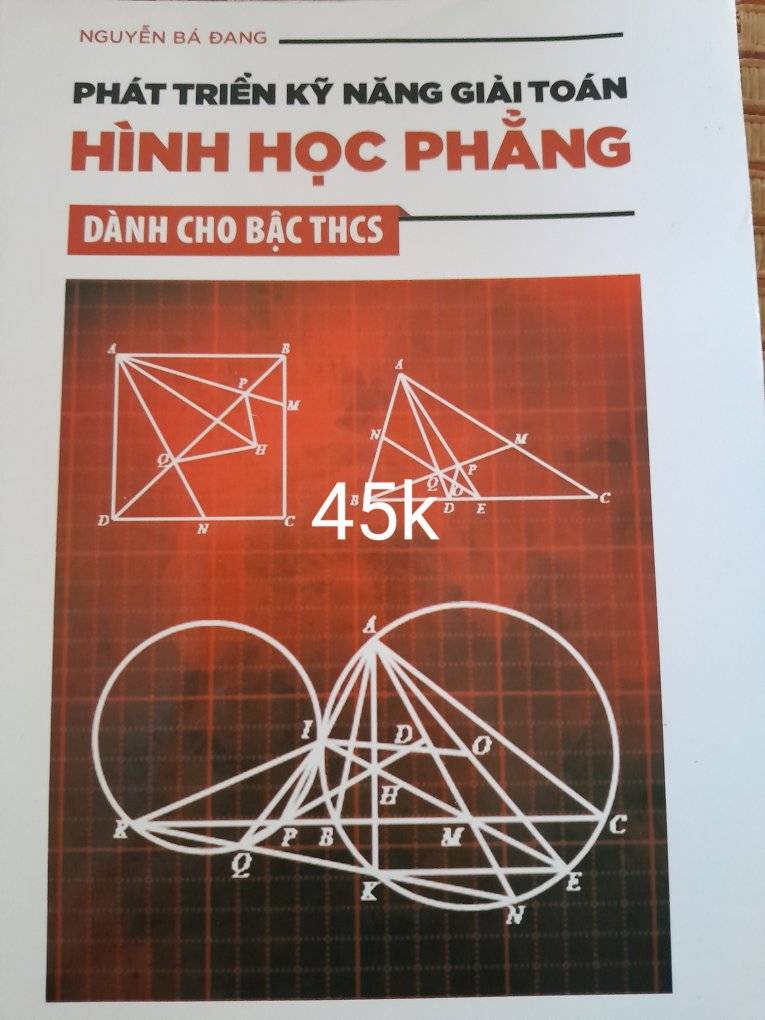 NGUYỄN BÁ ĐANG
PHÁT TRIỂN KỸ NĂNG GIẢI TOÁN
HÌNH HỌC PHẲNG
DÀNH CHO BẬC THCS
A B
P
M
H
Q
D N C
A
N M
Q P
O
B D E C
45k
A
I D O
H
R P B M C
Q
K E
N